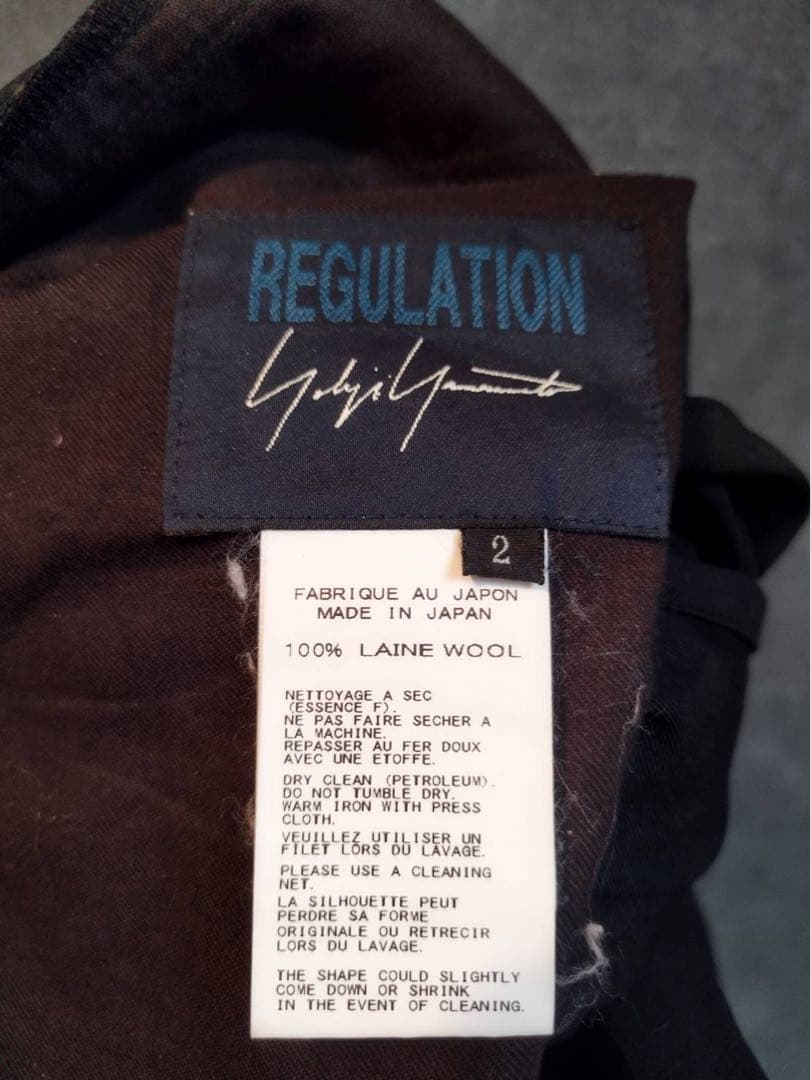 REGULATION
Yohji Yamamoto
2
FABRIQUE AU JAPON
MADE IN JAPAN
100% LAINE WOOL
NETTOYAGE A SEC
(ESSENCE F).
NE PAS FAIRE SECHER A
LA MACHINE.
REPASSER AU FER DOUX
AVEC UNE ETOFFE.
DRY CLEAN (PETROLEUM).
DO NOT TUMBLE DRY.
WARM IRON WITH PRESS
CLOTH.
VEUILLEZ UTILISER UN
FILET LORS DU LAVAGE.
PLEASE USE A CLEANING
NET.
LA SILHOUETTE PEUT
PERDRE SA FORME
ORIGINALE OU RETRECIR
LORS DU LAVAGE.
THE SHAPE COULD SLIGHTLY
COME DOWN OR SHRINK
IN THE EVENT OF CLEANING.